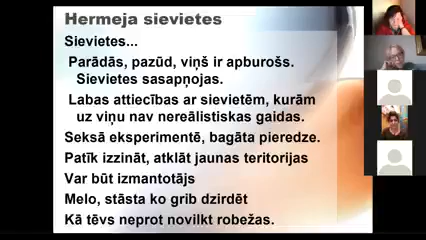 Hermeja sievietes
Sievietes...
Parādās, pazūd, viņš ir apburošs.
Sievietes sasapņojas.
Labas attiecības ar sievietēm, kurām
uz viņu nav nereālistiskas gaidas.
Seksā eksperimentē, bagāta pieredze.
Patīk izzināt, atklāt jaunas teritorijas
Var būt izmantotājs
Melo, stāsta ko grib dzirdēt
Kā tēvs neprot novilkt robežas.